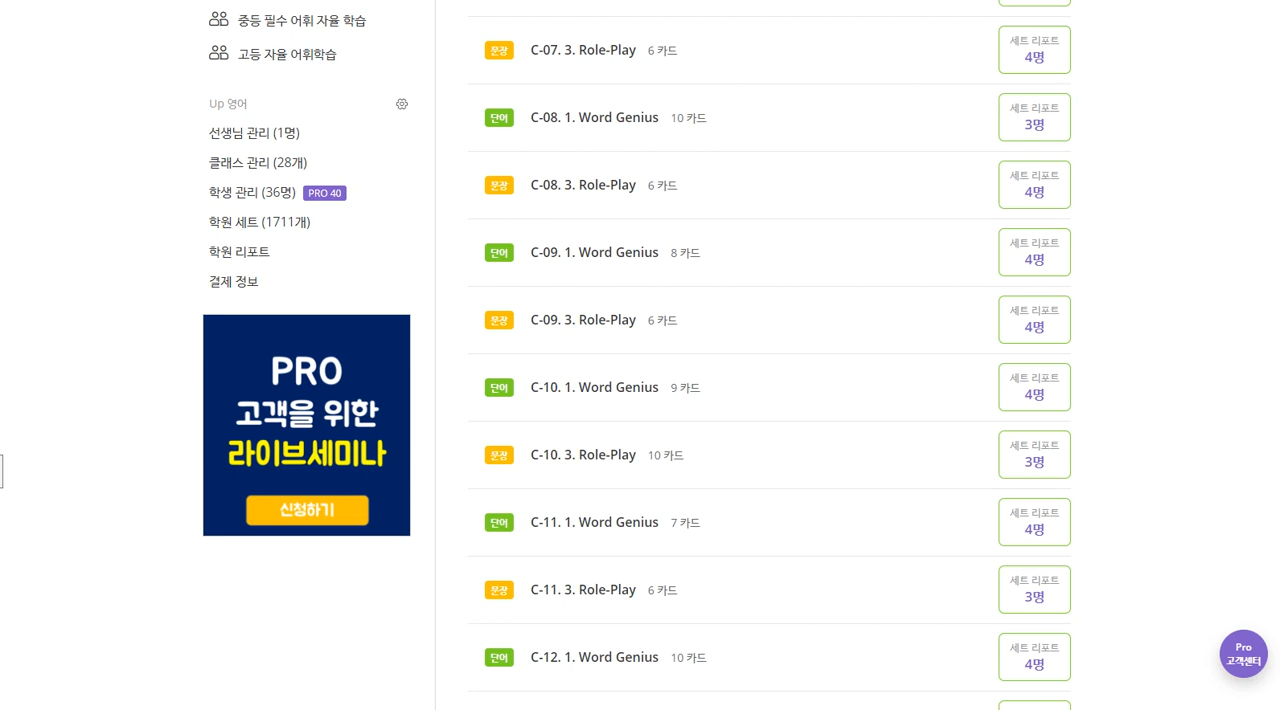 중등 필수 어휘 자율 학습
고등 자율 어휘학습
Up 영어
선생님 관리 (1명)
클래스 관리 (28개)
학생 관리 (36명) PRO 40
학원 세트 (1711개)
학원 리포트
결제 정보
PRO
고객을 위한
라이브세미나
신청하기
문장 C-07. 3. Role-Play 6 카드
세트 리포트
4명
단어 C-08. 1. Word Genius 10 카드
세트 리포트
3명
문장 C-08. 3. Role-Play 6 카드
세트 리포트
4명
단어 C-09. 1. Word Genius 8 카드
세트 리포트
4명
문장 C-09. 3. Role-Play 6 카드
세트 리포트
4명
단어 C-10. 1. Word Genius 9 카드
세트 리포트
4명
문장 C-10. 3. Role-Play 10 카드
세트 리포트
3명
단어 C-11. 1. Word Genius 7 카드
세트 리포트
4명
문장 C-11. 3. Role-Play 6 카드
세트 리포트
3명
단어 C-12. 1. Word Genius 10 카드
세트 리포트
4명
Pro
고객센터